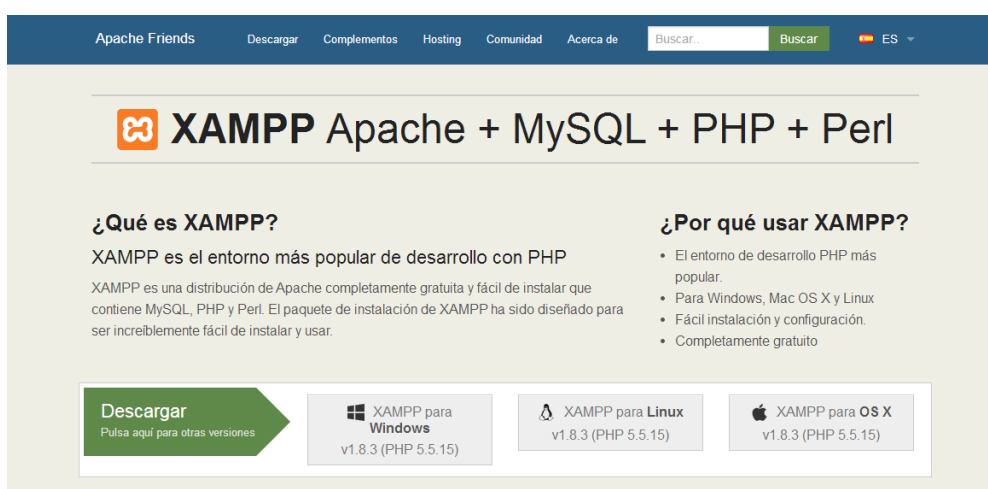 Apache Friends Descargar Complementos Hosting Comunidad Acerca de Buscar.. Buscar ES
XAMPP Apache + MySQL + PHP + Perl
¿Qué es XAMPP?
XAMPP es el entorno más popular de desarrollo con PHP
XAMPP es una distribución de Apache completamente gratuita y fácil de instalar que
contiene MySQL, PHP y Perl. El paquete de instalación de XAMPP ha sido diseñado para
ser increíblemente fácil de instalar y usar.
¿Por qué usar XAMPP?
• El entorno de desarrollo PHP más
popular.
• Para Windows, Mac OS X y Linux
• Fácil instalación y configuración.
• Completamente gratuito
Descargar
Pulsa aquí para otras versiones
XAMPP para
Windows
v1.8.3 (PHP 5.5.15)
XAMPP para Linux
v1.8.3 (PHP 5.5.15)
XAMPP para OS X
v1.8.3 (PHP 5.5.15)